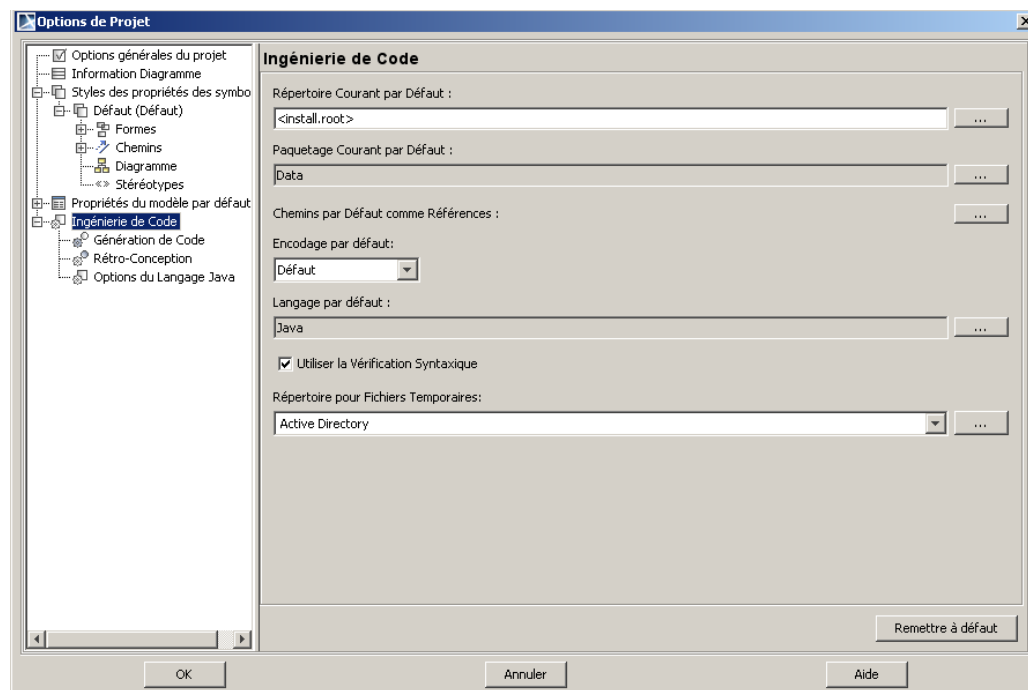 Options de Projet
Options générales du projet
Information Diagramme
Styles des propriétés des symbo
Défaut (Défaut)
Formes
Chemins
Diagramme
Stéréotypes
Propriétés du modèle par défaut
Ingénierie de Code
Génération de Code
Rétro-Conception
Options du Langage Java
Ingénierie de Code
Répertoire Courant par Défaut :
<install.root>
...
Paquetage Courant par Défaut :
Data
...
Chemins par Défaut comme Références :
...
Encodage par défaut:
Défaut
Langage par défaut :
Java
...
Utiliser la Vérification Syntaxique
Répertoire pour Fichiers Temporaires:
Active Directory
...
Remettre à défaut
OK
Annuler
Aide